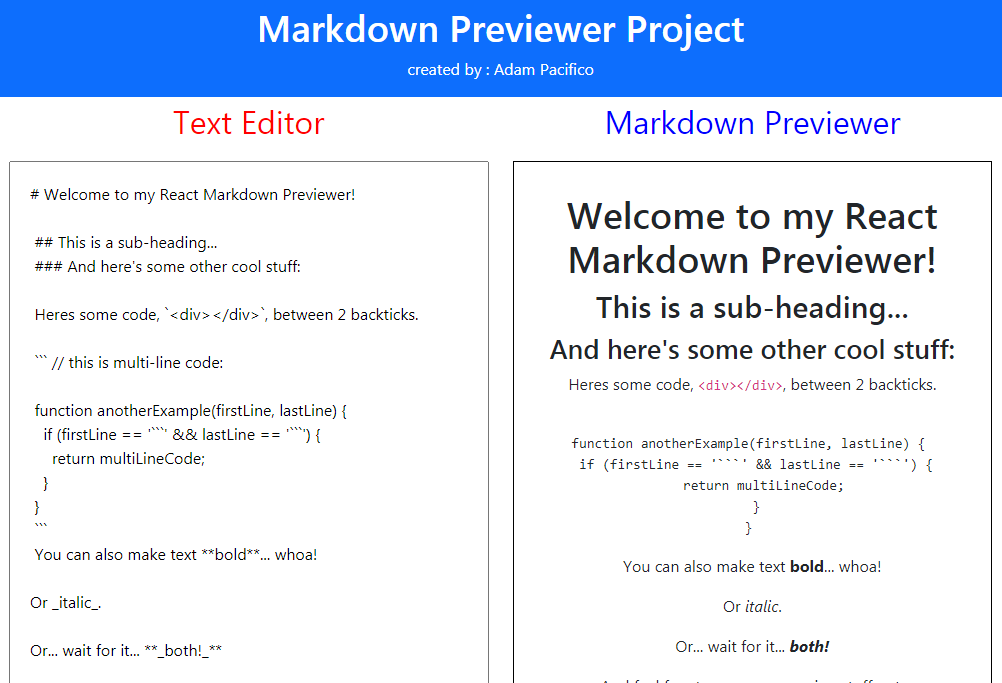 Markdown Previewer Project
created by : Adam Pacifico
Text Editor
# Welcome to my React Markdown Previewer!
## This is a sub-heading...
### And here's some other cool stuff:
Heres some code, `<div></div>`, between 2 backticks.
``` // this is multi-line code:
function anotherExample(firstLine, lastLine) {
if (firstLine == '```' && lastLine == '```') {
return multiLineCode;
}
}
```
You can also make text **bold**... whoa!
Or _italic_.
Or... wait for it... **_both!_**
Markdown Previewer
Welcome to my React
Markdown Previewer!
This is a sub-heading...
And here's some other cool stuff:
Heres some code, <div></div>, between 2 backticks.
function anotherExample(firstLine, lastLine) {
if (firstLine == '```' && lastLine == '```') {
return multiLineCode;
}
}
You can also make text bold... whoa!
Or italic.
Or... wait for it... both!